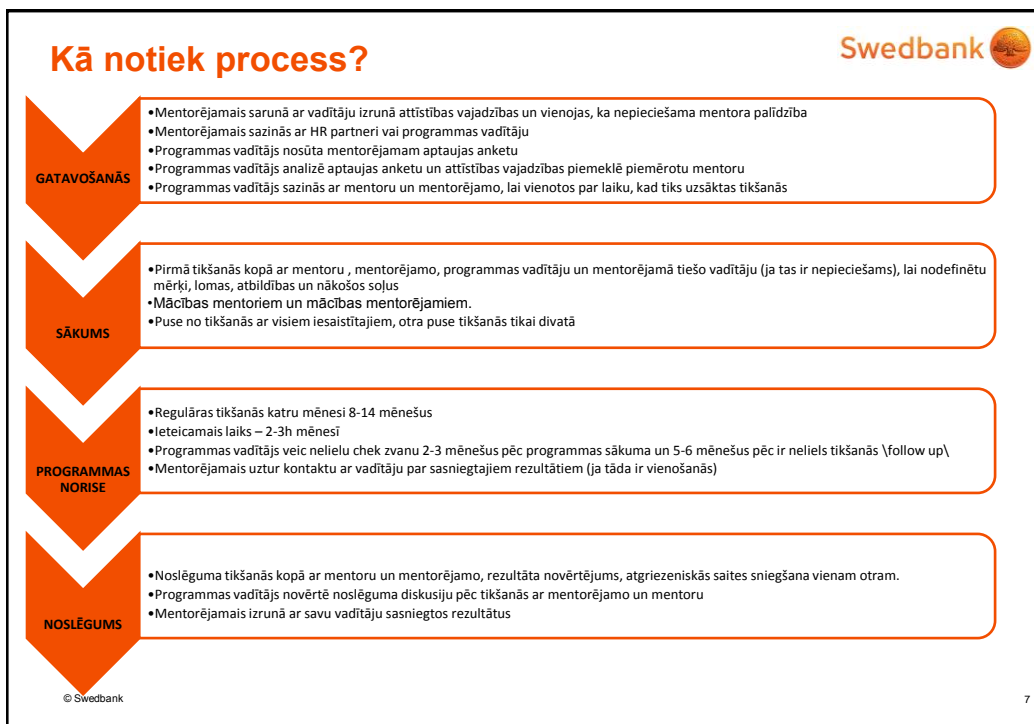 Kā notiek process?
Swedbank
GATAVOŠANĀS
•Mentorējamais sarunā ar vadītāju izrunā attīstības vajadzības un vienojas, ka nepieciešama mentora palīdzība
•Mentorējamais sazinās ar HR partneri vai programmas vadītāju
•Programmas vadītājs nosūta mentorējamam aptaujas anketu
•Programmas vadītājs analizē aptaujas anketu un attīstības vajadzības piemeklē piemērotu mentoru
•Programmas vadītājs sazinās ar mentoru un mentorējamo, lai vienotos par laiku, kad tiks uzsāktas tikšanās
SĀKUMS
•Pirmā tikšanās kopā ar mentoru , mentorējamo, programmas vadītāju un mentorējamā tiešo vadītāju (ja tas ir nepieciešams), lai nodefinētu
mērķi, lomas, atbildības un nākošos soļus
•Mācības mentoriem un mācības mentorējamiem.
•Puse no tikšanās ar visiem iesaistītajiem, otra puse tikšanās tikai divatā
PROGRAMMAS
NORISE
•Regulāras tikšanās katru mēnesi 8-14 mēnešus
•Ieteicamais laiks – 2-3h mēnesī
•Programmas vadītājs veic nelielu chek zvanu 2-3 mēnešus pēc programmas sākuma un 5-6 mēnešus pēc ir neliels tikšanās \follow up\
•Mentorējamais uztur kontaktu ar vadītāju par sasniegtajiem rezultātiem (ja tāda ir vienošanās)
NOSLĒGUMS
•Noslēguma tikšanās kopā ar mentoru un mentorējamo, rezultāta novērtējums, atgriezeniskās saites sniegšana vienam otram.
•Programmas vadītājs novērtē noslēguma diskusiju pēc tikšanās ar mentorējamo un mentoru
•Mentorējamais izrunā ar savu vadītāju sasniegtos rezultātus
© Swedbank
7